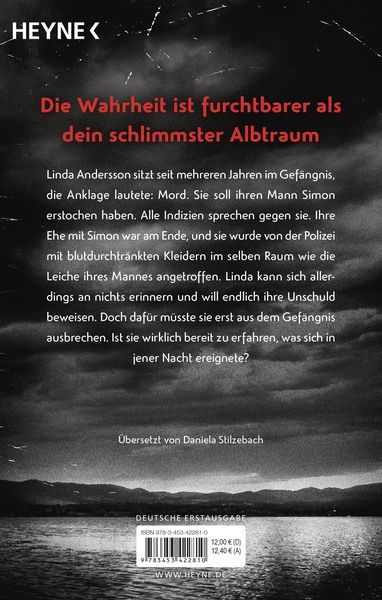 HEYNE
Die Wahrheit ist furchtbarer als
dein schlimmster Albtraum
Linda Andersson sitzt seit mehreren Jahren im Gefängnis,
die Anklage lautete: Mord. Sie soll ihren Mann Simon
erstochen haben. Alle Indizien sprechen gegen sie. Ihre
Ehe mit Simon war am Ende, und sie wurde von der Polizei
mit blutdurchtränkten Kleidern im selben Raum wie die
Leiche ihres Mannes angetroffen. Linda kann sich aller-
dings an nichts erinnern und will endlich ihre Unschuld
beweisen. Doch dafür müsste sie erst aus dem Gefängnis
ausbrechen. Ist sie wirklich bereit zu erfahren, was sich in
jener Nacht ereignete?
Übersetzt von Daniela Stilzebach
DEUTSCHE ERSTAUSGABE
ISBN 978-3-453-42281-0
12,00 € (D)
12,40 € (A)
9 783453 422810
WWW.HEYNE.DE